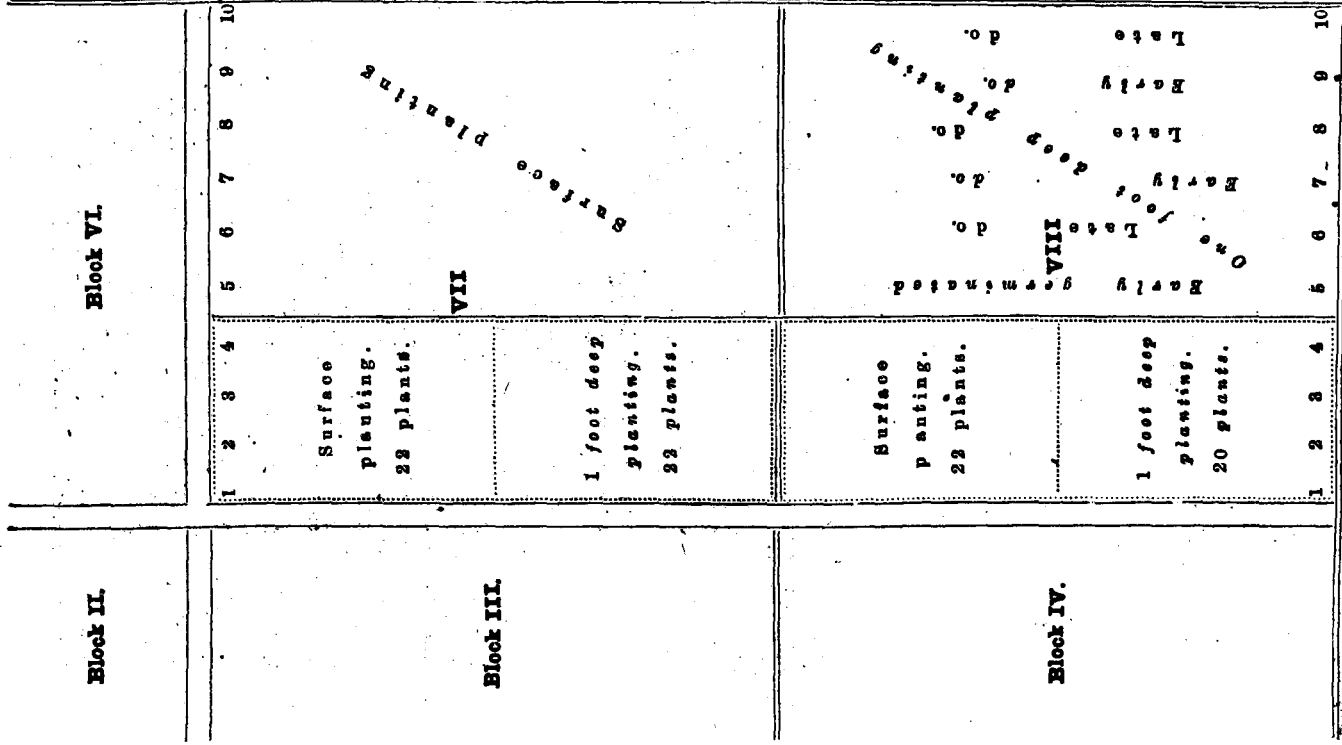 Block II.
Block VI.
Block III.
1 2 3 4 5 6 7 8 9 10
Surface
planting.
22 plants.
1 foot deep
planting.
22 plants.
VII
Surface planting
Block IV.
Surface
p anting.
22 plants.
1 foot deep
planting.
20 plants.
VIII
Early germinated
Late do.
Early do.
Late do.
Early do.
Late do.
One foot deep planting
1 2 3 4 5 6 7 8 9 10